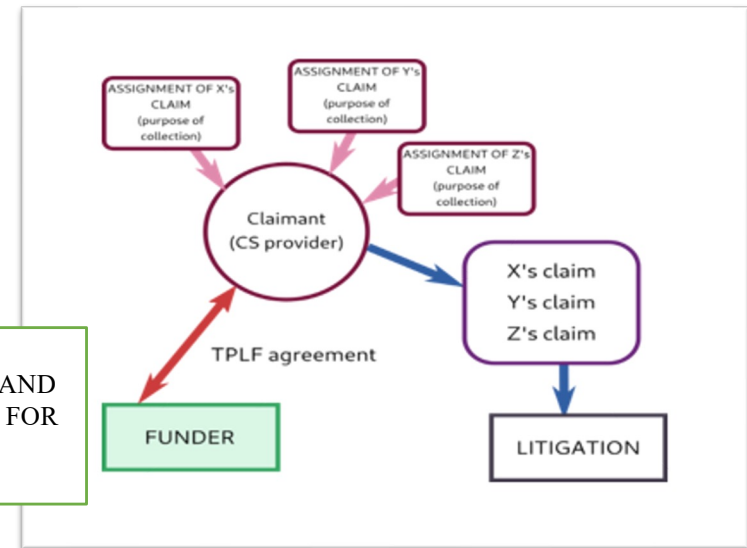 ASSIGNMENT OF X's
CLAIM
(purpose of
collection)
ASSIGNMENT OF Y's
CLAIM
(purpose of
collection)
ASSIGNMENT OF Z's
CLAIM
(purpose of
collection)
Claimant
(CS provider)
X's claim
Y's claim
Z's claim
TPLF agreement
AND
FOR
FUNDER
LITIGATION